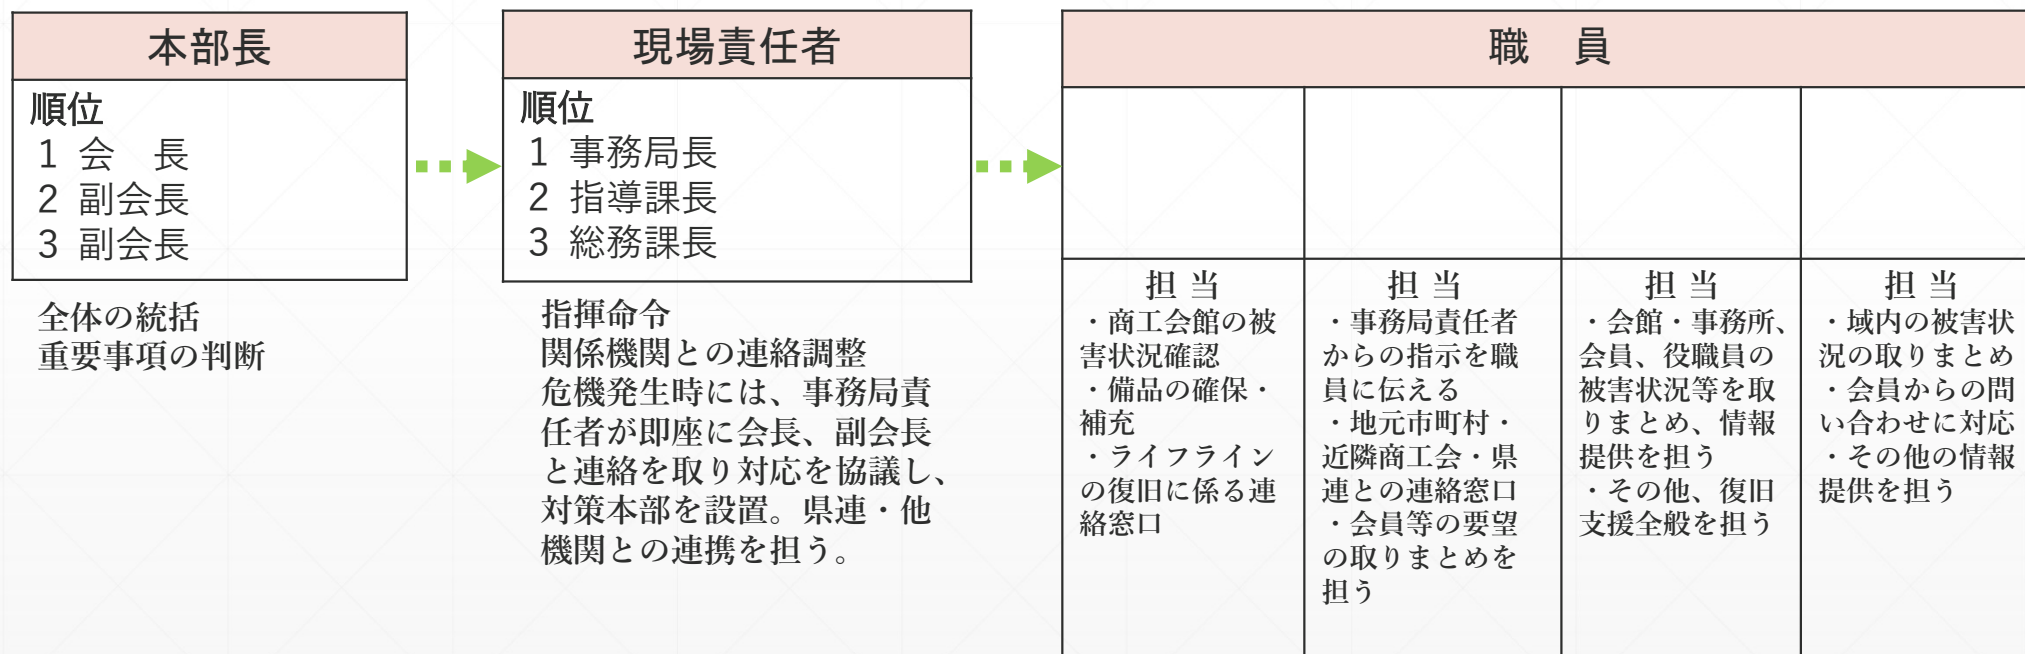 本部長
順位
1 会　長
2 副会長
3 副会長
全体の統括
重要事項の判断
現場責任者
順位
1 事務局長
2 指導課長
3 総務課長
指揮命令
関係機関との連絡調整
危機発生時には、事務局責
任者が即座に会長、副会長
と連絡を取り対応を協議し、
対策本部を設置。県連・他
機関との連携を担う。
職　員
担 当
・商工会館の被
害状況確認
・備品の確保・
補充
・ライフライン
の復旧に係る連
絡窓口
担 当
・事務局責任者
からの指示を職
員に伝える
・地元市町村・
近隣商工会・県
連との連絡窓口
・会員等の要望
の取りまとめを
担う
担 当
・会館・事務所、
会員、役職員の
被害状況等を取
りまとめ、情報
提供を担う
・その他、復旧
支援全般を担う
担 当
・域内の被害状
況の取りまとめ
・会員からの問
い合わせに対応
・その他の情報
提供を担う